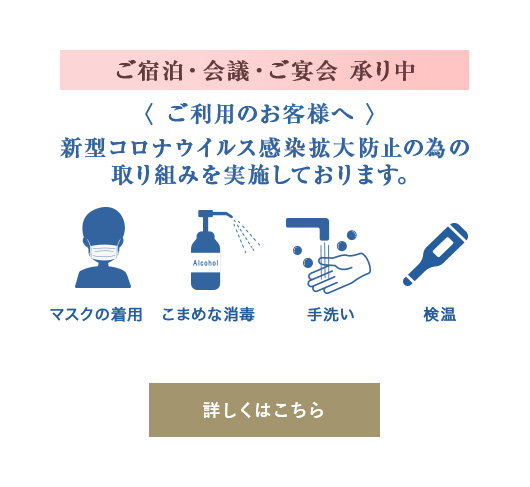 ご宿泊・会議・ご宴会 承り中
〈 ご利用のお客様へ 〉
新型コロナウイルス感染拡大防止の為の
取り組みを実施しております。
Alcohol
マスクの着用 こまめな消毒 手洗い 検温
詳しくはこちら